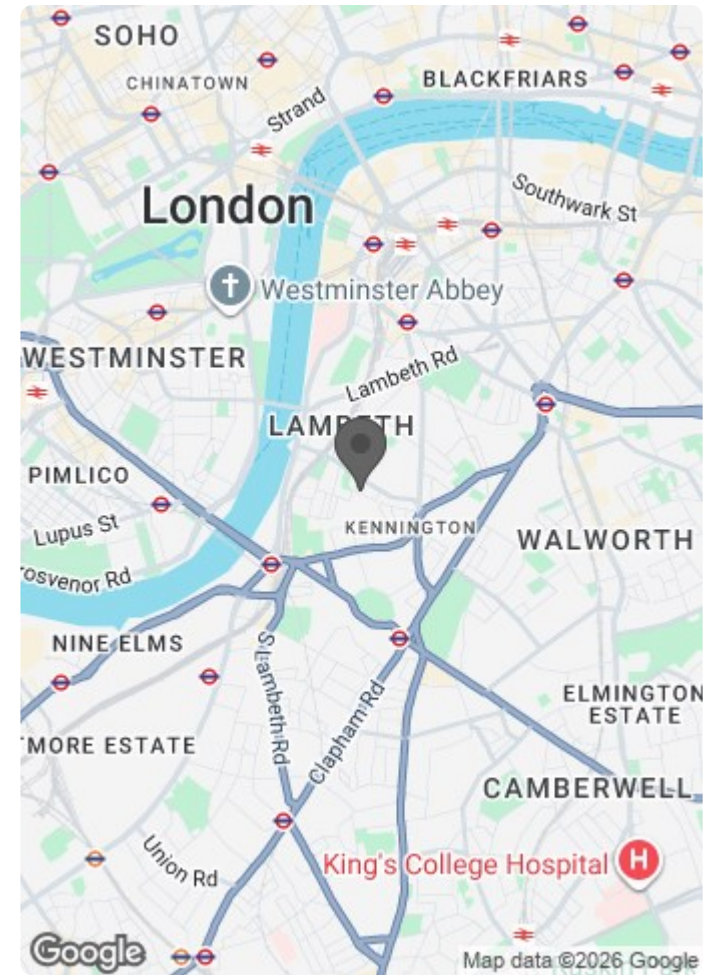 SOHO
CHINATOWN
BLACKFRIARS
Strand
London
Southwark St
Westminster Abbey
WESTMINSTER
Lambeth Rd
LAMBETH
PIMLICO
KENNINGTON
Lupus St
WALWORTH
rosvenor Rd
NINE ELMS
S Lambeth Rd
Clapham Rd
ELMINGTON
ESTATE
TMORE ESTATE
CAMBERWELL
Union Rd
King's College Hospital
H
Google
Map data ©2026 Google